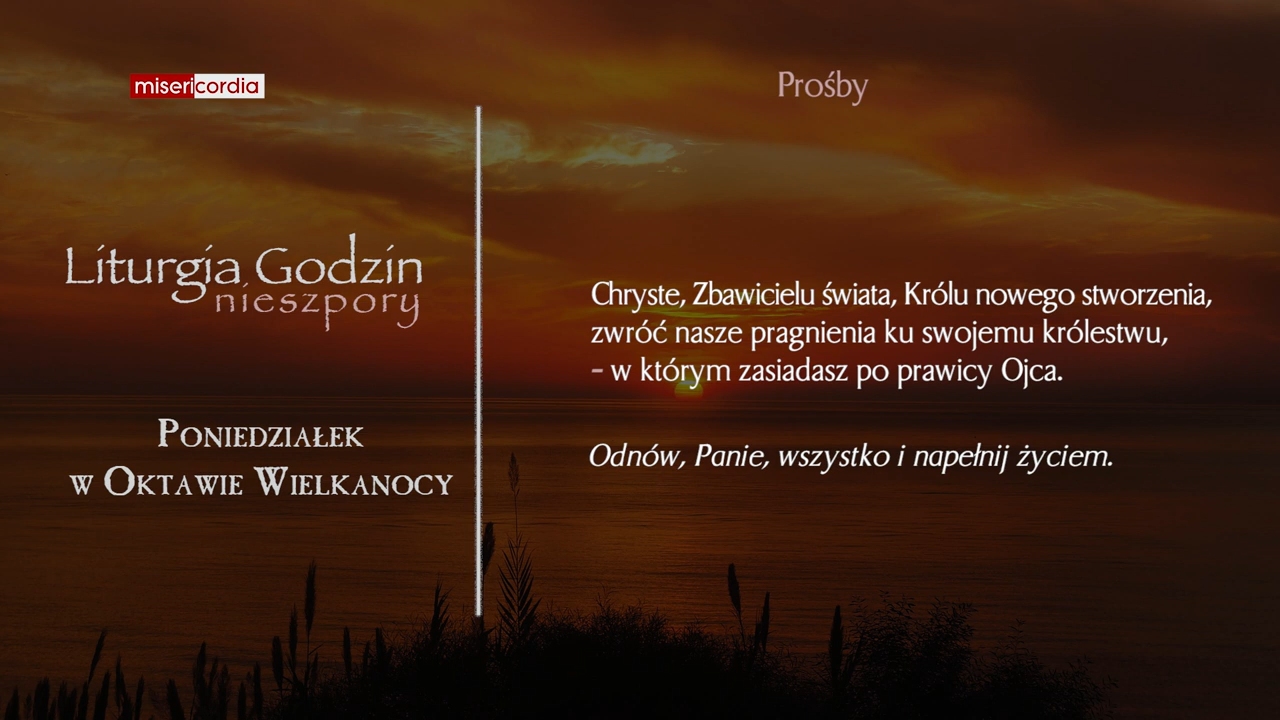 misericordia
Liturgia Godzin
nieszpory
Poniedziałek
w Oktawie Wielkanocy
Prośby
Chryste, Zbawicielu świata, Królu nowego stworzenia,
zwróć nasze pragnienia ku swojemu królestwu,
– w którym zasiadasz po prawicy Ojca.
Odnów, Panie, wszystko i napełnij życiem.